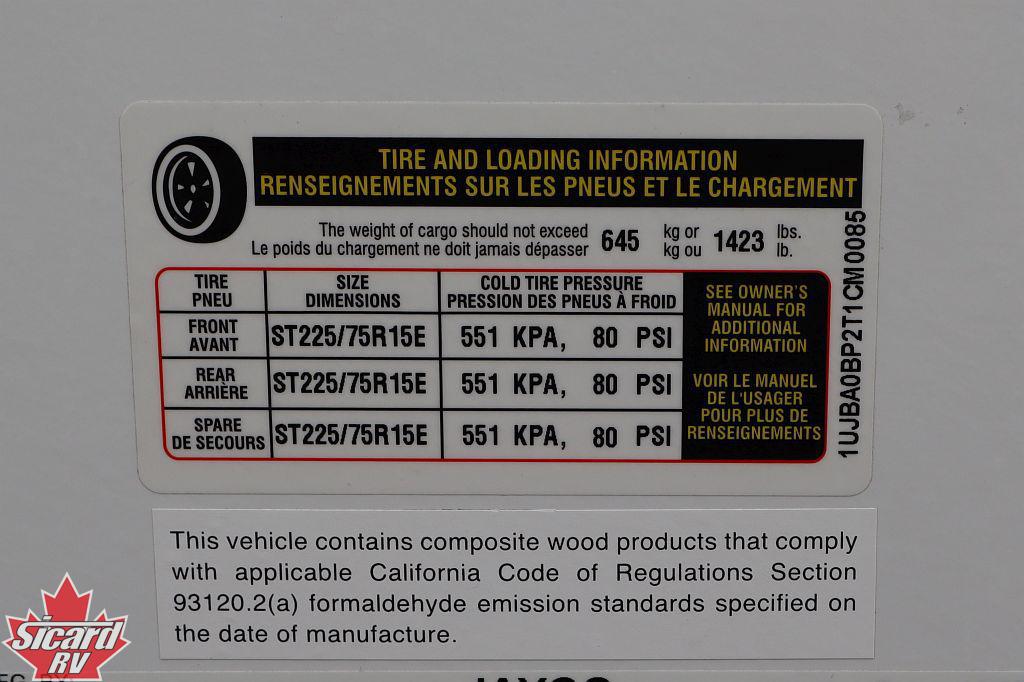 TIRE AND LOADING INFORMATION
RENSEIGNEMENTS SUR LES PNEUS ET LE CHARGEMENT
The weight of cargo should not exceed 645 kg or 1423 lbs.
Le poids du chargement ne doit jamais dépasser kg ou lb.
TIRE PNEU
SIZE DIMENSIONS
COLD TIRE PRESSURE
PRESSION DES PNEUS À FROID
FRONT AVANT
ST225/75R15E 551 KPA, 80 PSI
REAR ARRIÈRE
ST225/75R15E 551 KPA, 80 PSI
SPARE DE SECOURS
ST225/75R15E 551 KPA, 80 PSI
SEE OWNER'S
MANUAL FOR
ADDITIONAL
INFORMATION
VOIR LE MANUEL
DE L'USAGER
POUR PLUS DE
RENSEIGNEMENTS
1UJBA0BP2T1CM0085
This vehicle contains composite wood products that comply
with applicable California Code of Regulations Section
93120.2(a) formaldehyde emission standards specified on
the date of manufacture.
Sicard
RV